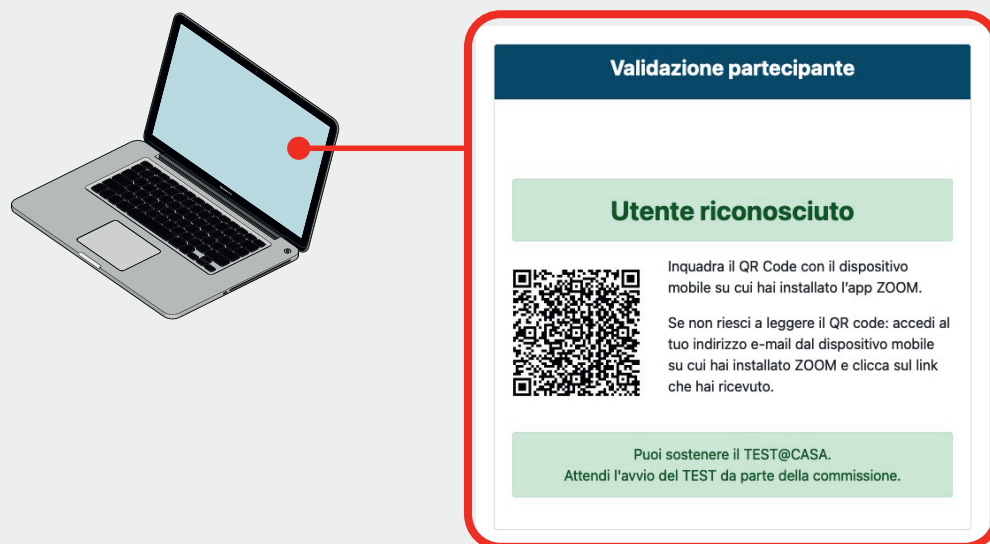 Validazione partecipante
Utente riconosciuto
Inquadra il QR Code con il dispositivo
mobile su cui hai installato l'app ZOOM.
Se non riesci a leggere il QR code: accedi al
tuo indirizzo e-mail dal dispositivo mobile
su cui hai installato ZOOM e clicca sul link
che hai ricevuto.
Puoi sostenere il TEST@CASA.
Attendi l'avvio del TEST da parte della commissione.